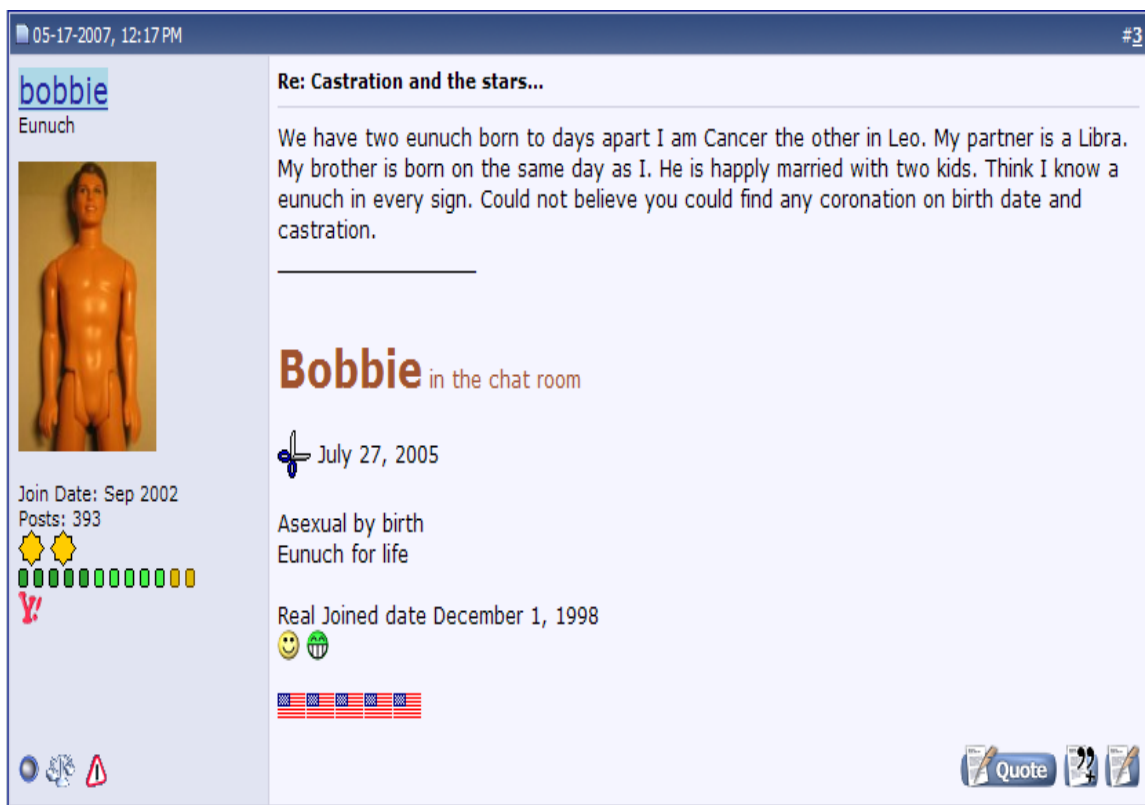 05-17-2007, 12:17 PM
#3
bobbie
Eunuch
Join Date: Sep 2002
Posts: 393
Y!
Re: Castration and the stars...
We have two eunuch born to days apart I am Cancer the other in Leo. My partner is a Libra.
My brother is born on the same day as I. He is happly married with two kids. Think I know a
eunuch in every sign. Could not believe you could find any coronation on birth date and
castration.
Bobbie in the chat room
July 27, 2005
Asexual by birth
Eunuch for life
Real Joined date December 1, 1998
Quote